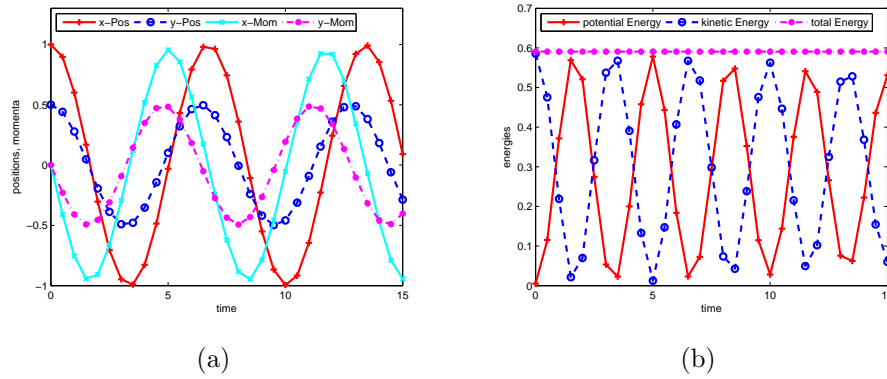 x−Pos y−Pos x−Mom y−Mom
1
0.5
0
−0.5
−1
positions, momenta
0 5 10 15
time
(a)
potential Energy kinetic Energy total Energy
0.7
0.6
0.5
0.4
0.3
0.2
0.1
0
energies
0 5 10 15
time
(b)